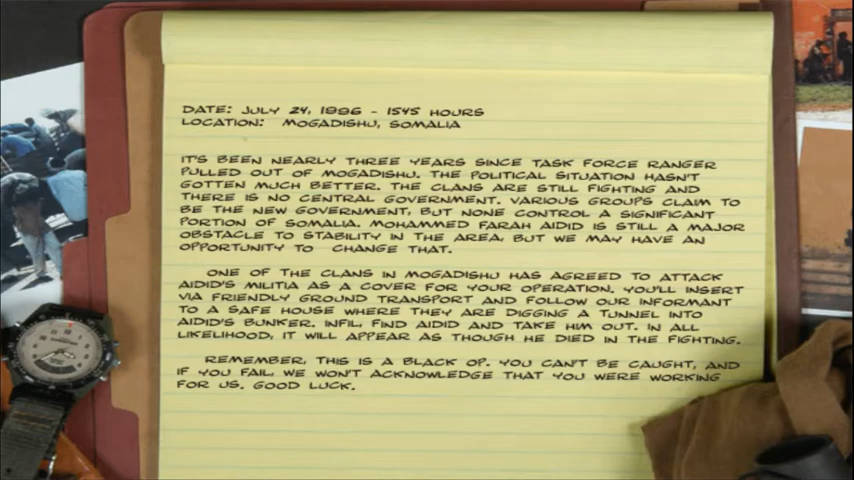 DATE: JULY 24, 1996 - 1545 HOURS
LOCATION: MOGADISHU, SOMALIA
IT'S BEEN NEARLY THREE YEARS SINCE TASK FORCE RANGER
PULLED OUT OF MOGADISHU. THE POLITICAL SITUATION HASN'T
GOTTEN MUCH BETTER. THE CLANS ARE STILL FIGHTING AND
THERE IS NO CENTRAL GOVERNMENT. VARIOUS GROUPS CLAIM TO
BE THE NEW GOVERNMENT, BUT NONE CONTROL A SIGNIFICANT
PORTION OF SOMALIA. MOHAMMED FARAH AIDID IS STILL A MAJOR
OBSTACLE TO STABILITY IN THE AREA, BUT WE MAY HAVE AN
OPPORTUNITY TO CHANGE THAT.
ONE OF THE CLANS IN MOGADISHU HAS AGREED TO ATTACK
AIDID'S MILITIA AS A COVER FOR YOUR OPERATION. YOU'LL INSERT
VIA FRIENDLY GROUND TRANSPORT AND FOLLOW OUR INFORMANT
TO A SAFE HOUSE WHERE THEY ARE DIGGING A TUNNEL INTO
AIDID'S BUNKER. INFIL, FIND AIDID AND TAKE HIM OUT. IN ALL
LIKELIHOOD, IT WILL APPEAR AS THOUGH HE DIED IN THE FIGHTING.
REMEMBER, THIS IS A BLACK OP. YOU CAN'T BE CAUGHT, AND
IF YOU FAIL, WE WON'T ACKNOWLEDGE THAT YOU WERE WORKING
FOR US. GOOD LUCK.